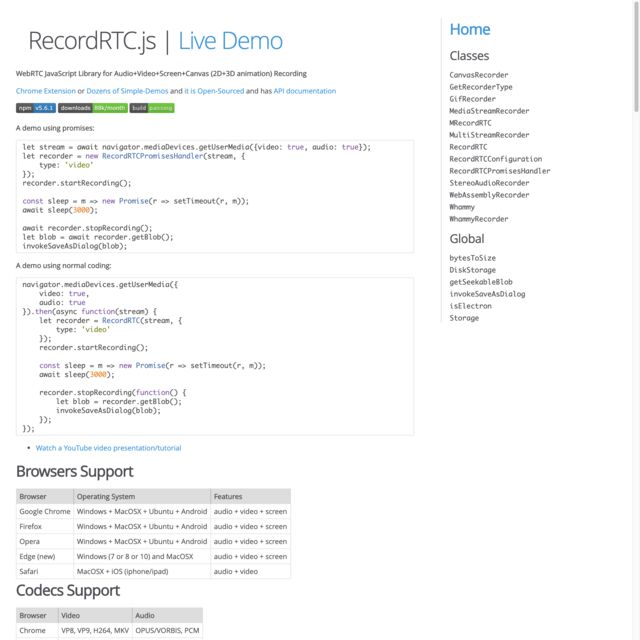 RecordRTC.js | Live Demo
WebRTC JavaScript Library for Audio+Video+Screen+Canvas (2D+3D animation) Recording
Chrome Extension or Dozens of Simple-Demos and it is Open-Sourced and has API documentation
npm v5.6.1 downloads 88k/month build passing
A demo using promises:
let stream = await navigator.mediaDevices.getUserMedia({video: true, audio: true});
let recorder = new RecordRTCPromisesHandler(stream, {
    type: 'video'
});
recorder.startRecording();
const sleep = m => new Promise(r => setTimeout(r, m));
await sleep(3000);
await recorder.stopRecording();
let blob = await recorder.getBlob();
invokeSaveAsDialog(blob);
A demo using normal coding:
navigator.mediaDevices.getUserMedia({
    video: true,
    audio: true
}).then(async function(stream) {
    let recorder = RecordRTC(stream, {
        type: 'video'
    });
    recorder.startRecording();
    const sleep = m => new Promise(r => setTimeout(r, m));
    await sleep(3000);
    recorder.stopRecording(function() {
        let blob = recorder.getBlob();
        invokeSaveAsDialog(blob);
    });
});
• Watch a YouTube video presentation/tutorial
Browsers Support
Browser Operating System Features
Google Chrome Windows + MacOSX + Ubuntu + Android audio + video + screen
Firefox Windows + MacOSX + Ubuntu + Android audio + video + screen
Opera Windows + MacOSX + Ubuntu + Android audio + video + screen
Edge (new) Windows (7 or 8 or 10) and MacOSX audio + video + screen
Safari MacOSX + iOS (iphone/ipad) audio + video
Codecs Support
Browser Video Audio
Chrome VP8, VP9, H264, MKV OPUS/VORBIS, PCM
Home
Classes
CanvasRecorder
GetRecorderType
GifRecorder
MediaStreamRecorder
MRecordRTC
MultiStreamRecorder
RecordRTC
RecordRTCConfiguration
RecordRTCPromisesHandler
StereoAudioRecorder
WebAssemblyRecorder
Whammy
WhammyRecorder
Global
bytesToSize
DiskStorage
getSeekableBlob
invokeSaveAsDialog
isElectron
Storage